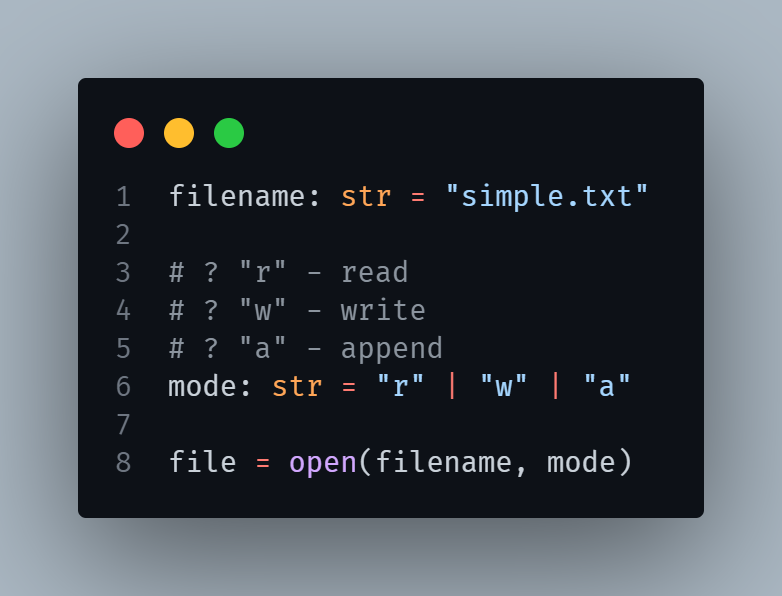 1 filename: str = "simple.txt"
2
3 # ? "r" - read
4 # ? "w" - write
5 # ? "a" - append
6 mode: str = "r" | "w" | "a"
7
8 file = open(filename, mode)